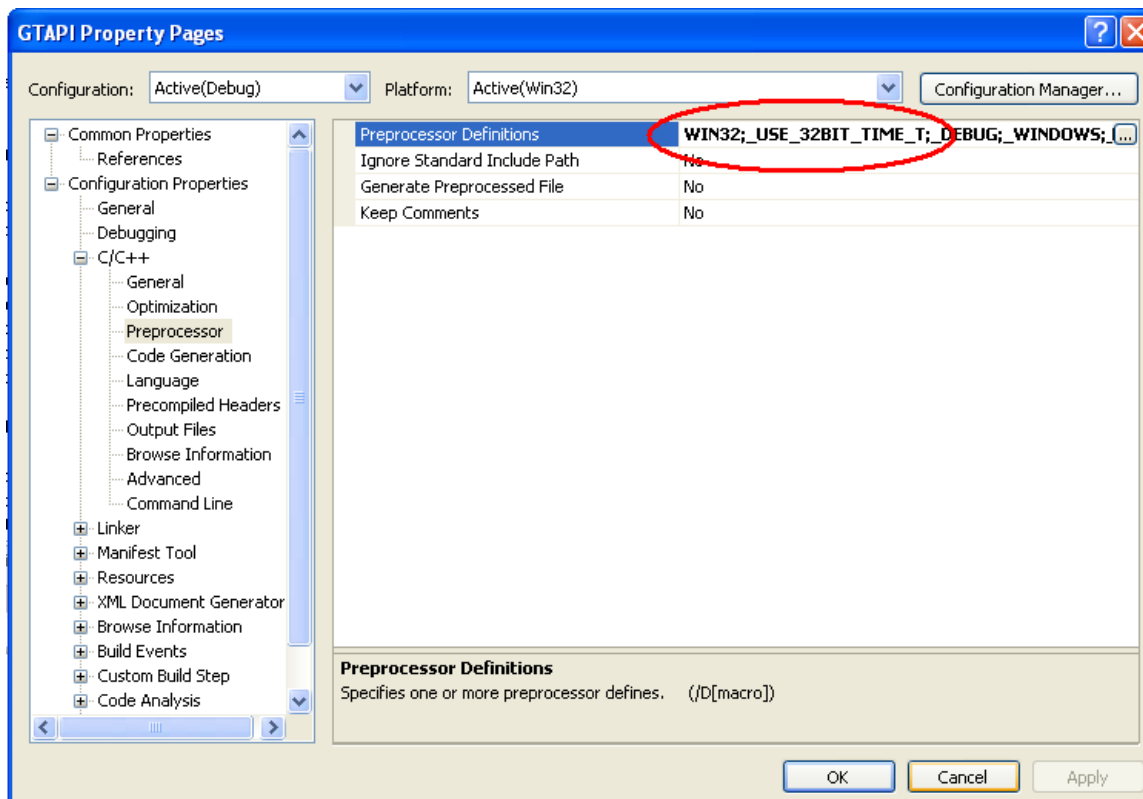 GTAPI Property Pages
Configuration: Active(Debug) Platform: Active(Win32) Configuration Manager...
Common Properties
References
Configuration Properties
General
Debugging
C/C++
General
Optimization
Preprocessor
Code Generation
Language
Precompiled Headers
Output Files
Browse Information
Advanced
Command Line
Linker
Manifest Tool
Resources
XML Document Generator
Browse Information
Build Events
Custom Build Step
Code Analysis
Preprocessor Definitions WIN32;_USE_32BIT_TIME_T;_DEBUG;_WINDOWS;_ ...
Ignore Standard Include Path No
Generate Preprocessed File No
Keep Comments No
Preprocessor Definitions
Specifies one or more preprocessor defines. (/D[macro])
OK Cancel Apply